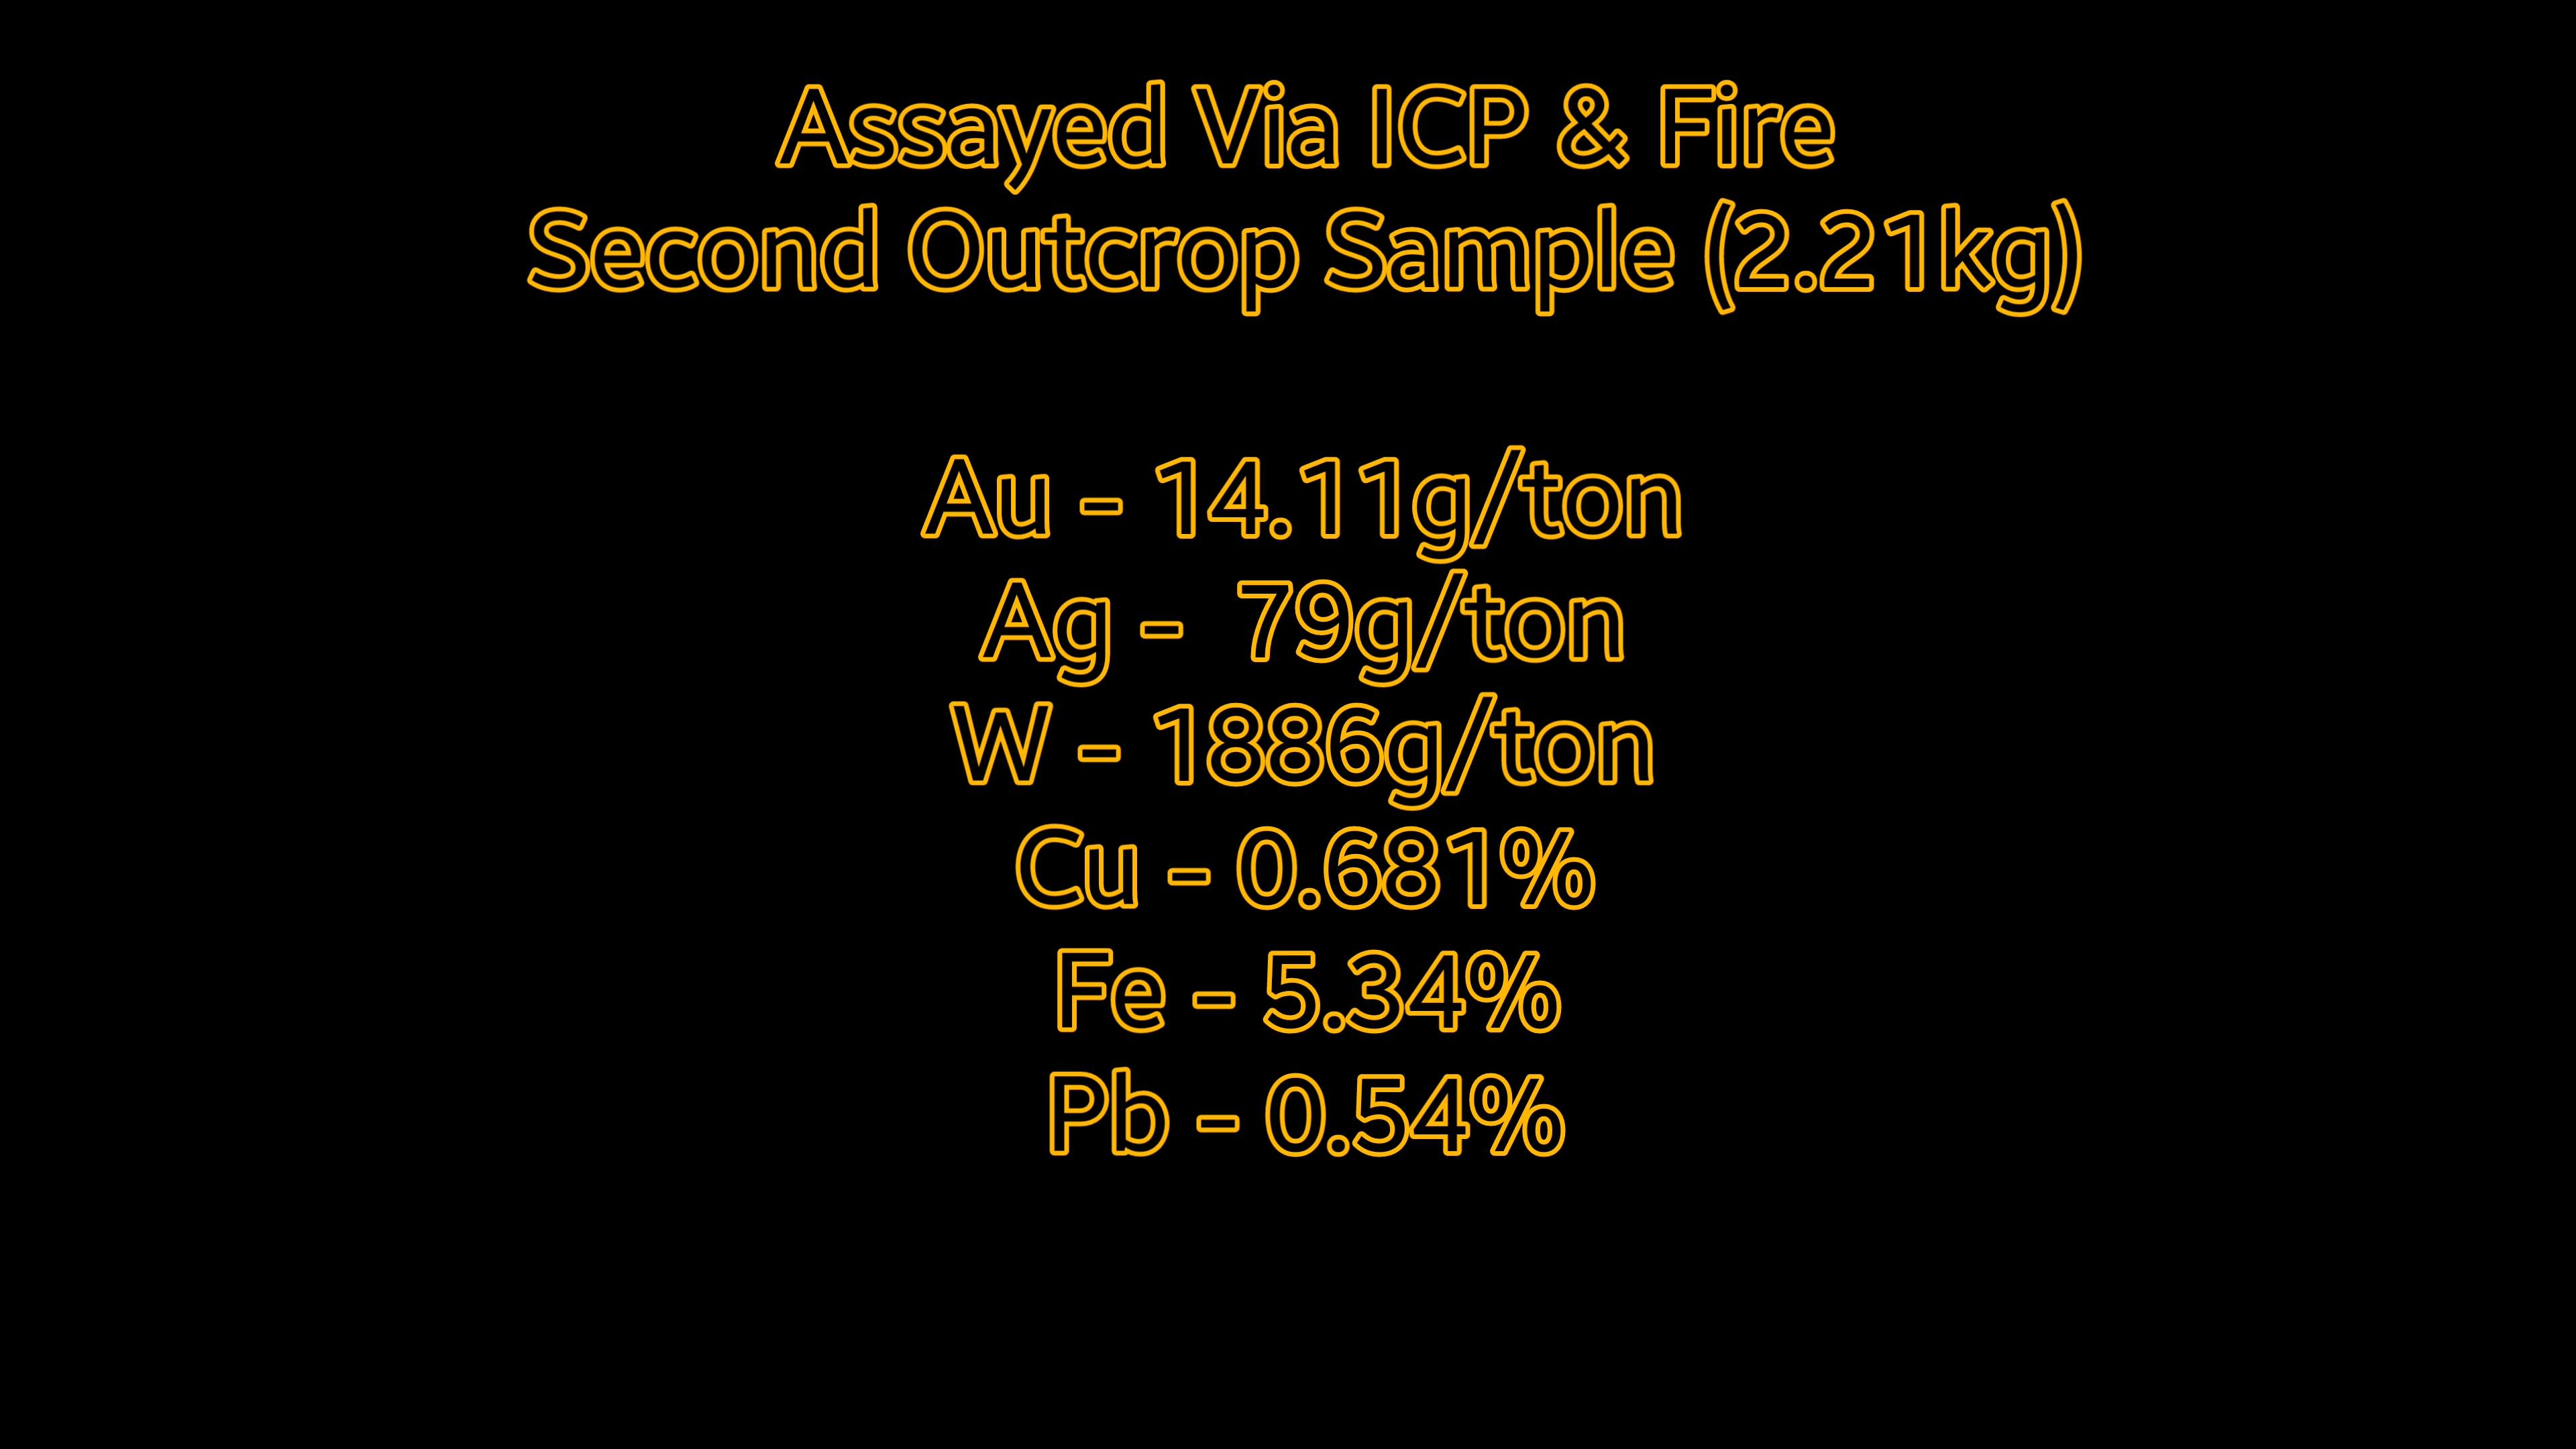 Assayed Via ICP & Fire
Second Outcrop Sample (2.21kg)
Au - 14.11g/ton
Ag -  79g/ton
W - 1886g/ton
Cu - 0.681%
Fe - 5.34%
Pb - 0.54%